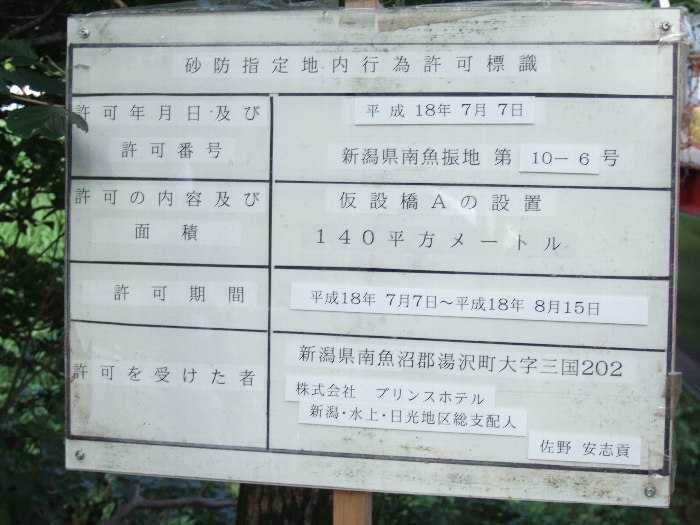 砂防指定地内行為許可標識
許可年月日及び
許可番号
平成 18年 7月 7日
新潟県南魚振地 第 10－6 号
許可の内容及び
面積
仮設橋Aの設置
140平方メートル
許可期間
平成18年 7月7日～平成18年 8月15日
許可を受けた者
新潟県南魚沼郡湯沢町大字三国202
株式会社 プリンスホテル
新潟・水上・日光地区総支配人
佐野 安志貢